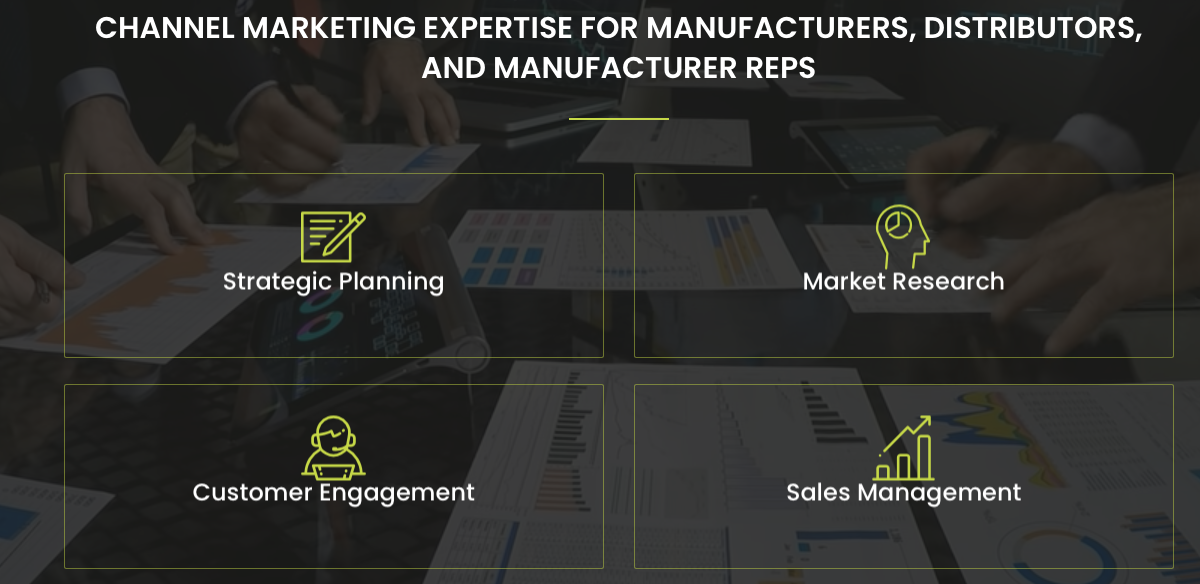 CHANNEL MARKETING EXPERTISE FOR MANUFACTURERS, DISTRIBUTORS,
AND MANUFACTURER REPS
Strategic Planning
Market Research
Customer Engagement
Sales Management